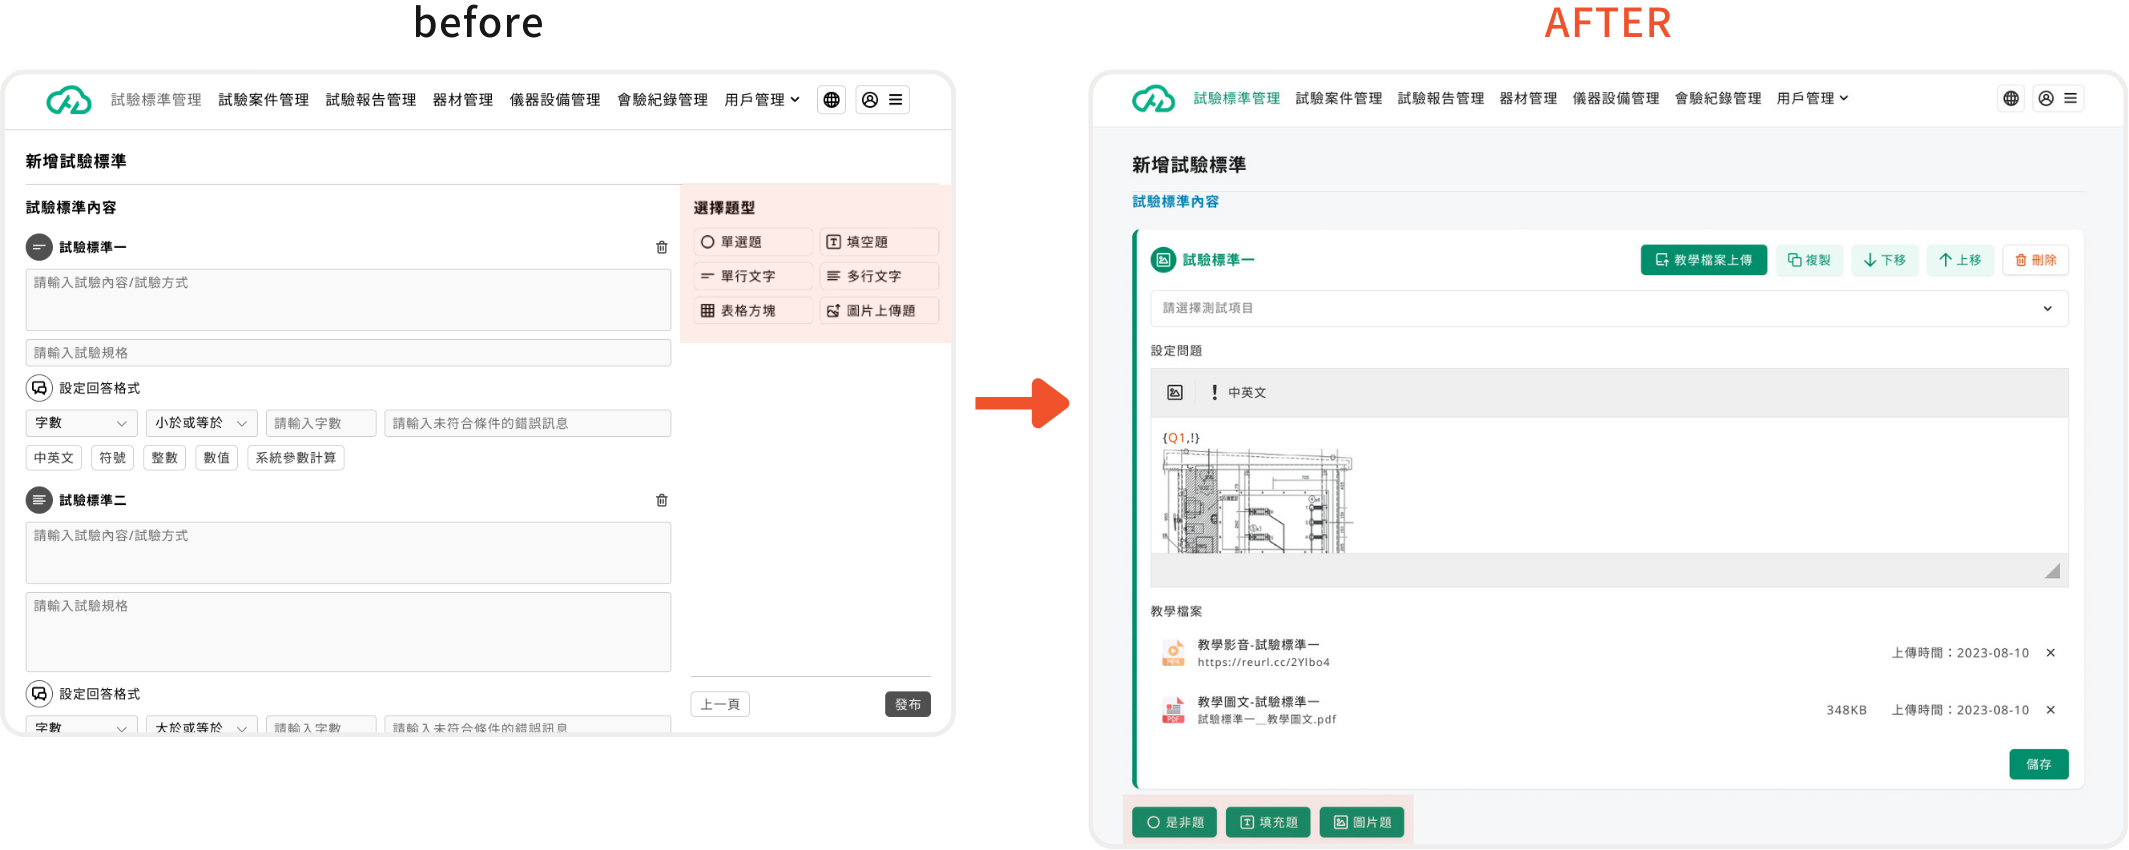 before
試驗標準管理 試驗案件管理 試驗報告管理 器材管理 儀器設備管理 會驗紀錄管理 用戶管理
新增試驗標準
試驗標準內容
試驗標準一
請輸入試驗內容/試驗方式
請輸入試驗規格
設定回答格式
字數 小於或等於 請輸入字數 請輸入未符合條件的錯誤訊息
中英文 符號 整數 數值 系統參數計算
試驗標準二
請輸入試驗內容/試驗方式
請輸入試驗規格
設定回答格式
字數 大於或等於 請輸入字數 請輸入未符合條件的錯誤訊息
選擇題型
單選題 填空題
單行文字 多行文字
表格方塊 圖片上傳題
上一頁 發布
AFTER
試驗標準管理 試驗案件管理 試驗報告管理 器材管理 儀器設備管理 會驗紀錄管理 用戶管理
新增試驗標準
試驗標準內容
試驗標準一 教學檔案上傳 複製 下移 上移 刪除
請選擇測試項目
設定問題
! 中英文
{Q1,!}
教學檔案
教學影音-試驗標準一
https://reurl.cc/2Ylbo4
上傳時間：2023-08-10
教學圖文-試驗標準一
試驗標準一__教學圖文.pdf
348KB 上傳時間：2023-08-10
儲存
是非題 填充題 圖片題